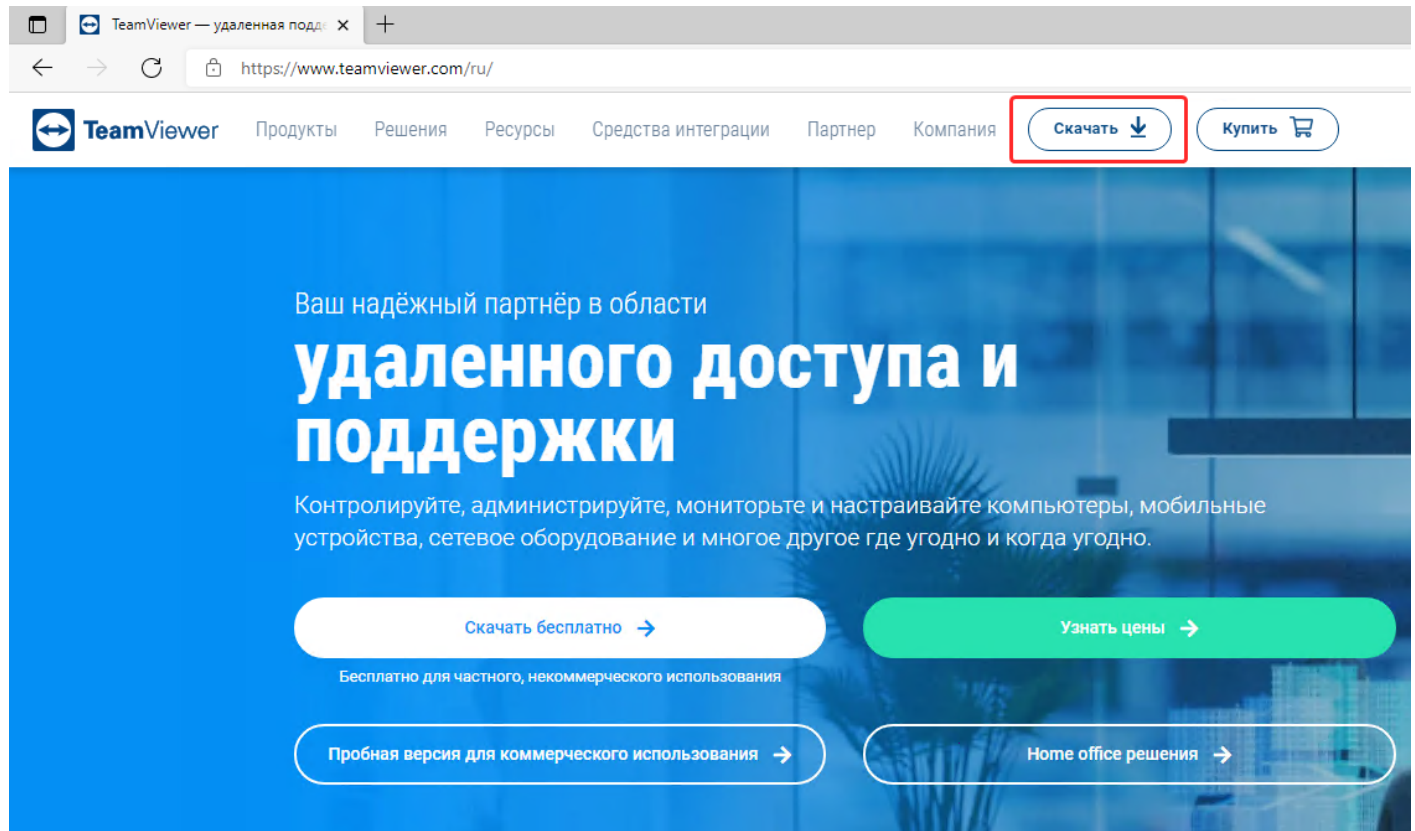 TeamViewer — удаленная подде
https://www.teamviewer.com/ru/
TeamViewer Продукты Решения Ресурсы Средства интеграции Партнер Компания Скачать Купить
Ваш надёжный партнёр в области
удаленного доступа и
поддержки
Контролируйте, администрируйте, мониторьте и настраивайте компьютеры, мобильные
устройства, сетевое оборудование и многое другое где угодно и когда угодно.
Скачать бесплатно Узнать цены
Бесплатно для частного, некоммерческого использования
Пробная версия для коммерческого использования Home office решения